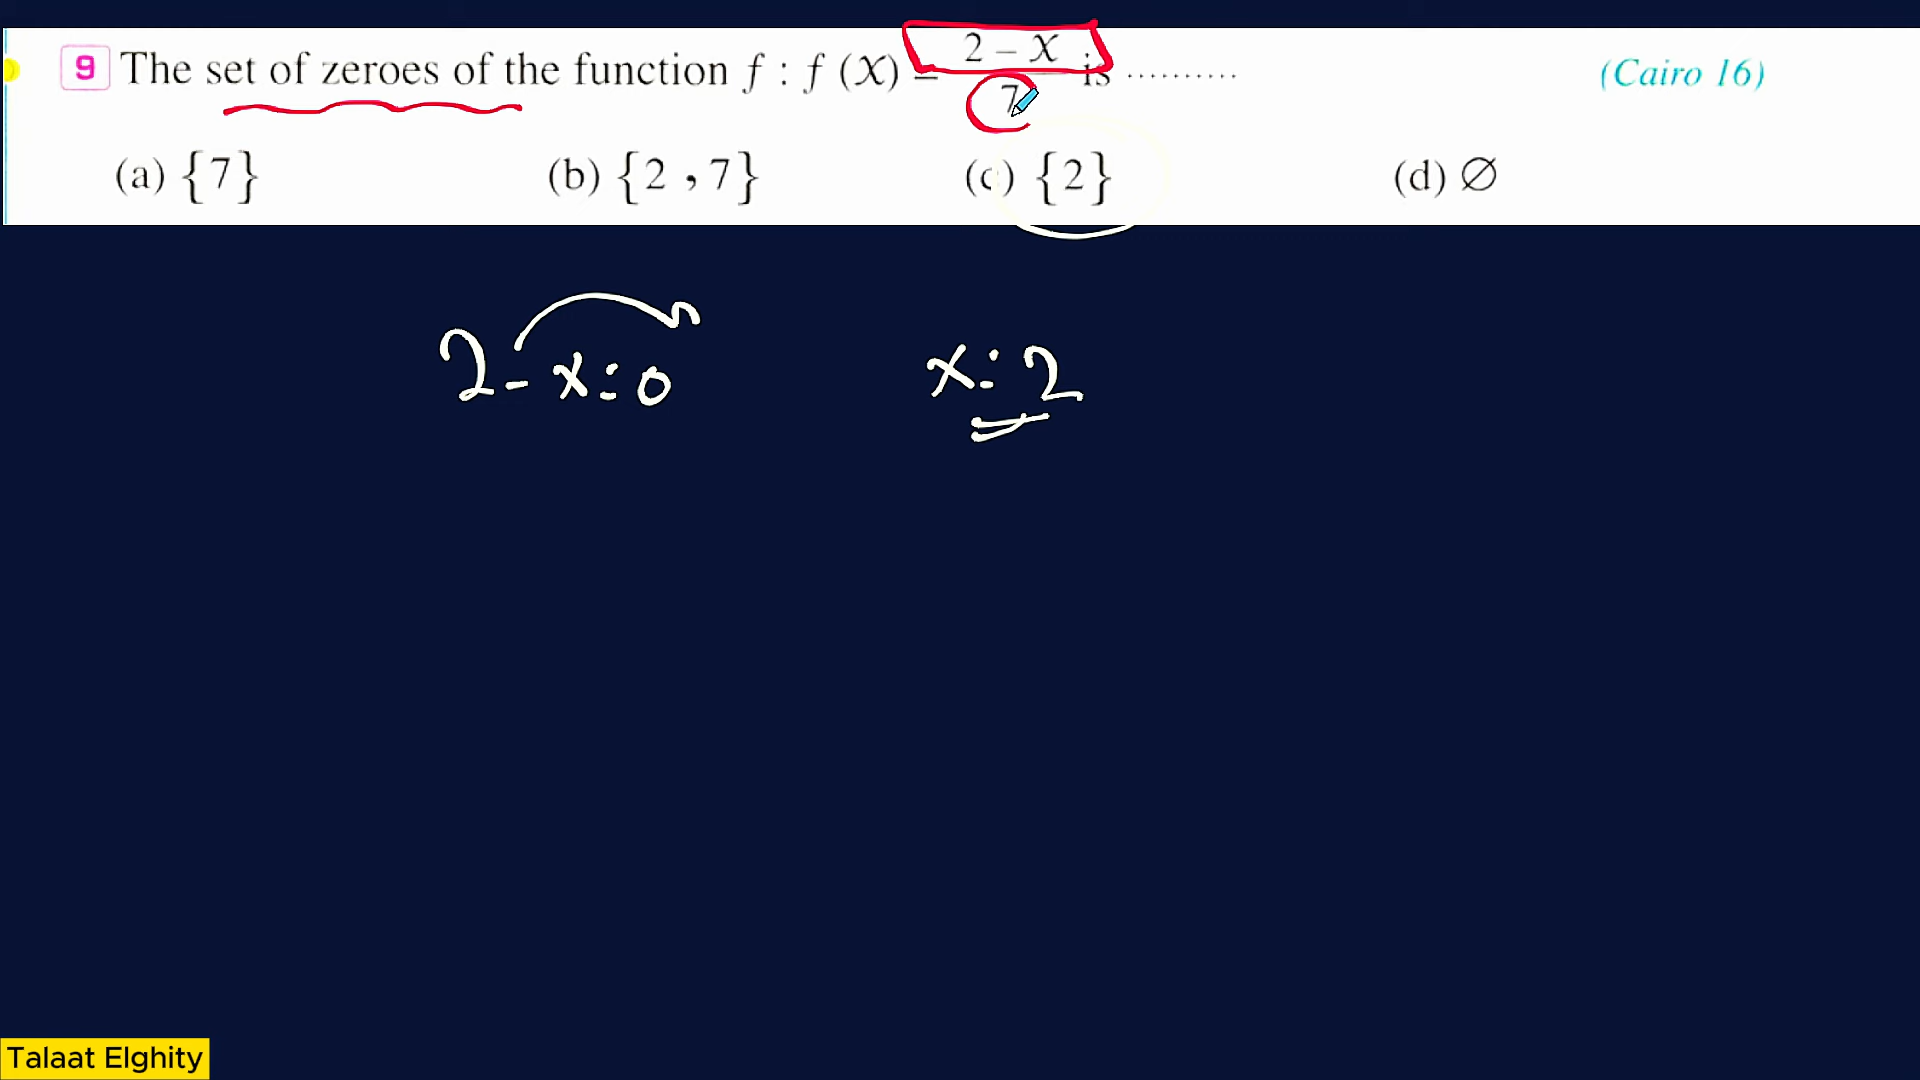 9 The set of zeroes of the function f : f (X) = 2 – X / 7 is .......... (Cairo 16)
(a) {7} (b) {2 , 7} (c) {2} (d) ∅
2 - x = 0 x = 2
Talaat Elghity